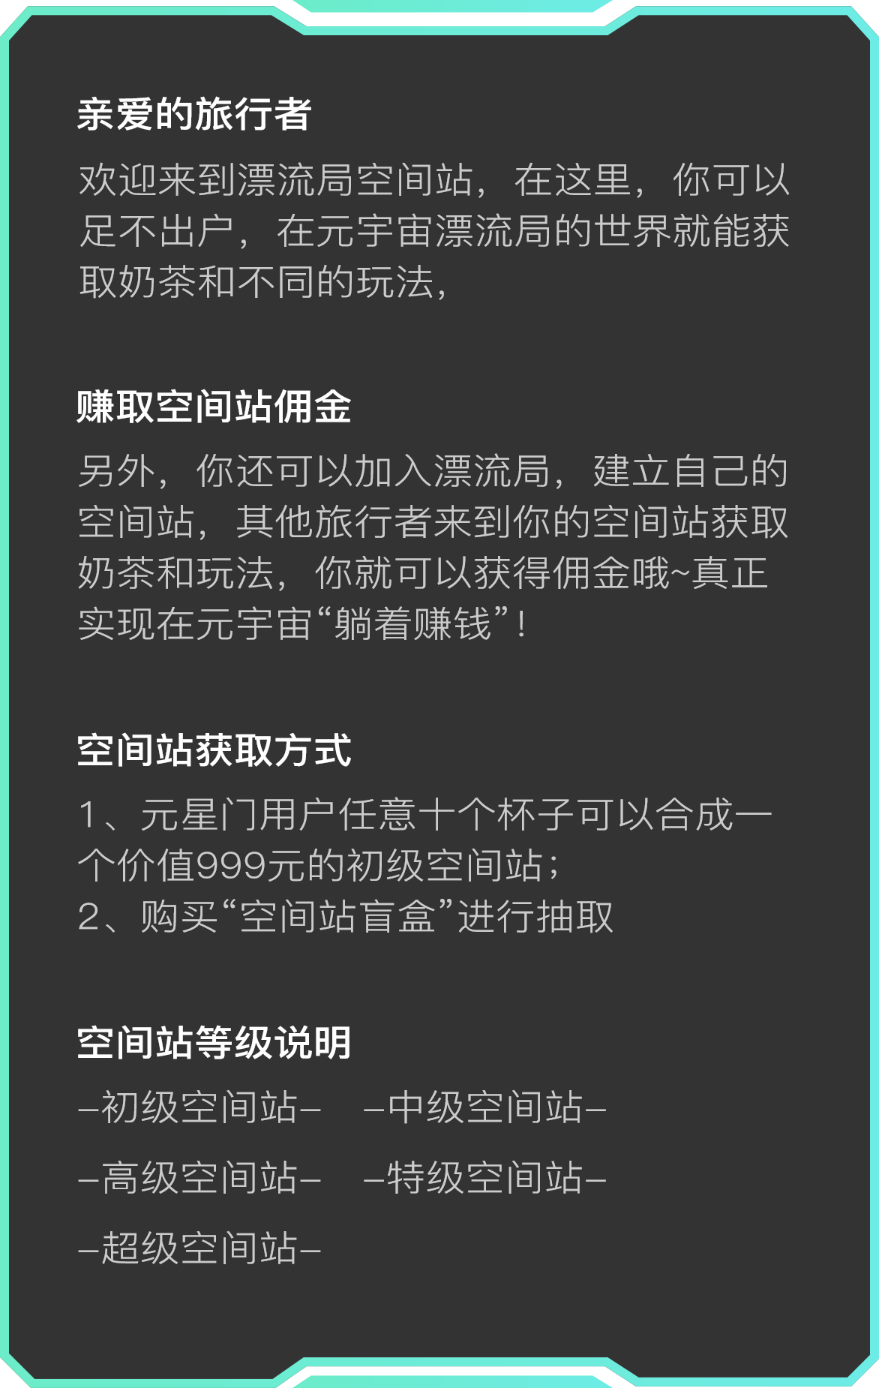 亲爱的旅行者
欢迎来到漂流局空间站，在这里，你可以
足不出户，在元宇宙漂流局的世界就能获
取奶茶和不同的玩法，
赚取空间站佣金
另外，你还可以加入漂流局，建立自己的
空间站，其他旅行者来到你的空间站获取
奶茶和玩法，你就可以获得佣金哦~真正
实现在元宇宙“躺着赚钱”！
空间站获取方式
1、元星门用户任意十个杯子可以合成一
个价值999元的初级空间站；
2、购买“空间站盲盒”进行抽取
空间站等级说明
–初级空间站– –中级空间站–
–高级空间站– –特级空间站–
–超级空间站–